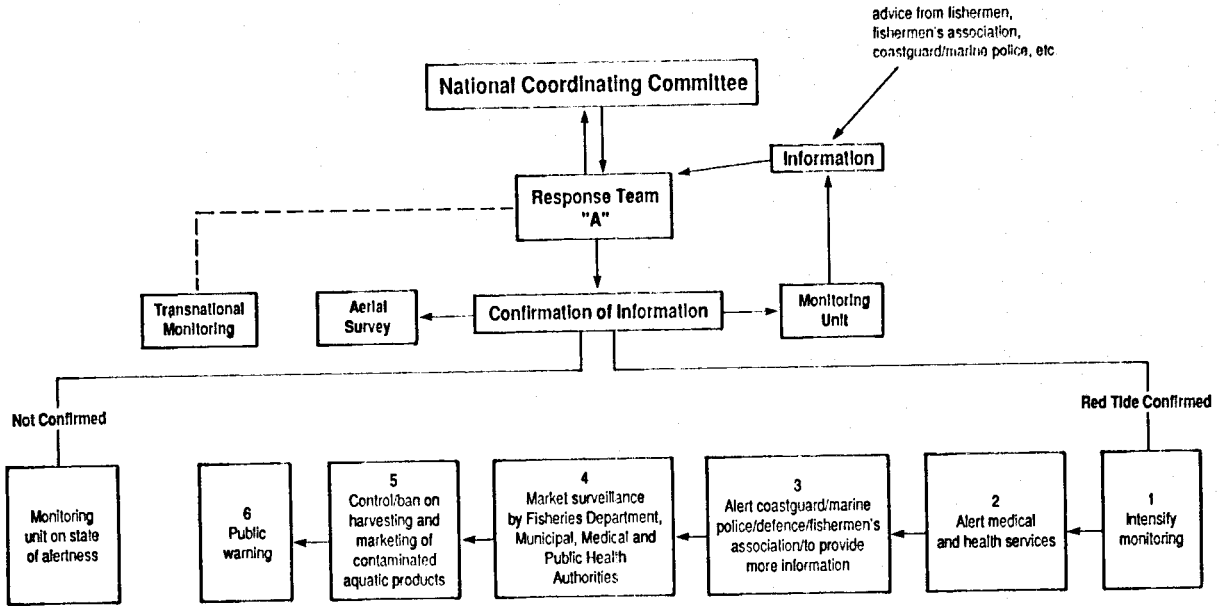 advice from fishermen,
fishermen's association,
coastguard/marine police, etc.
National Coordinating Committee
Information
Response Team
"A"
Transnational
Monitoring
Aerial
Survey
Confirmation of Information
Monitoring
Unit
Not Confirmed
Red Tide Confirmed
Monitoring
unit on state
of alertness
6
Public
warning
5
Control/ban on
harvesting and
marketing of
contaminated
aquatic products
4
Market surveillance
by Fisheries Department,
Municipal, Medical and
Public Health
Authorities
3
Alert coastguard/marine
police/defence/fishermen's
association/to provide
more information
2
Alert medical
and health services
1
Intensify
monitoring